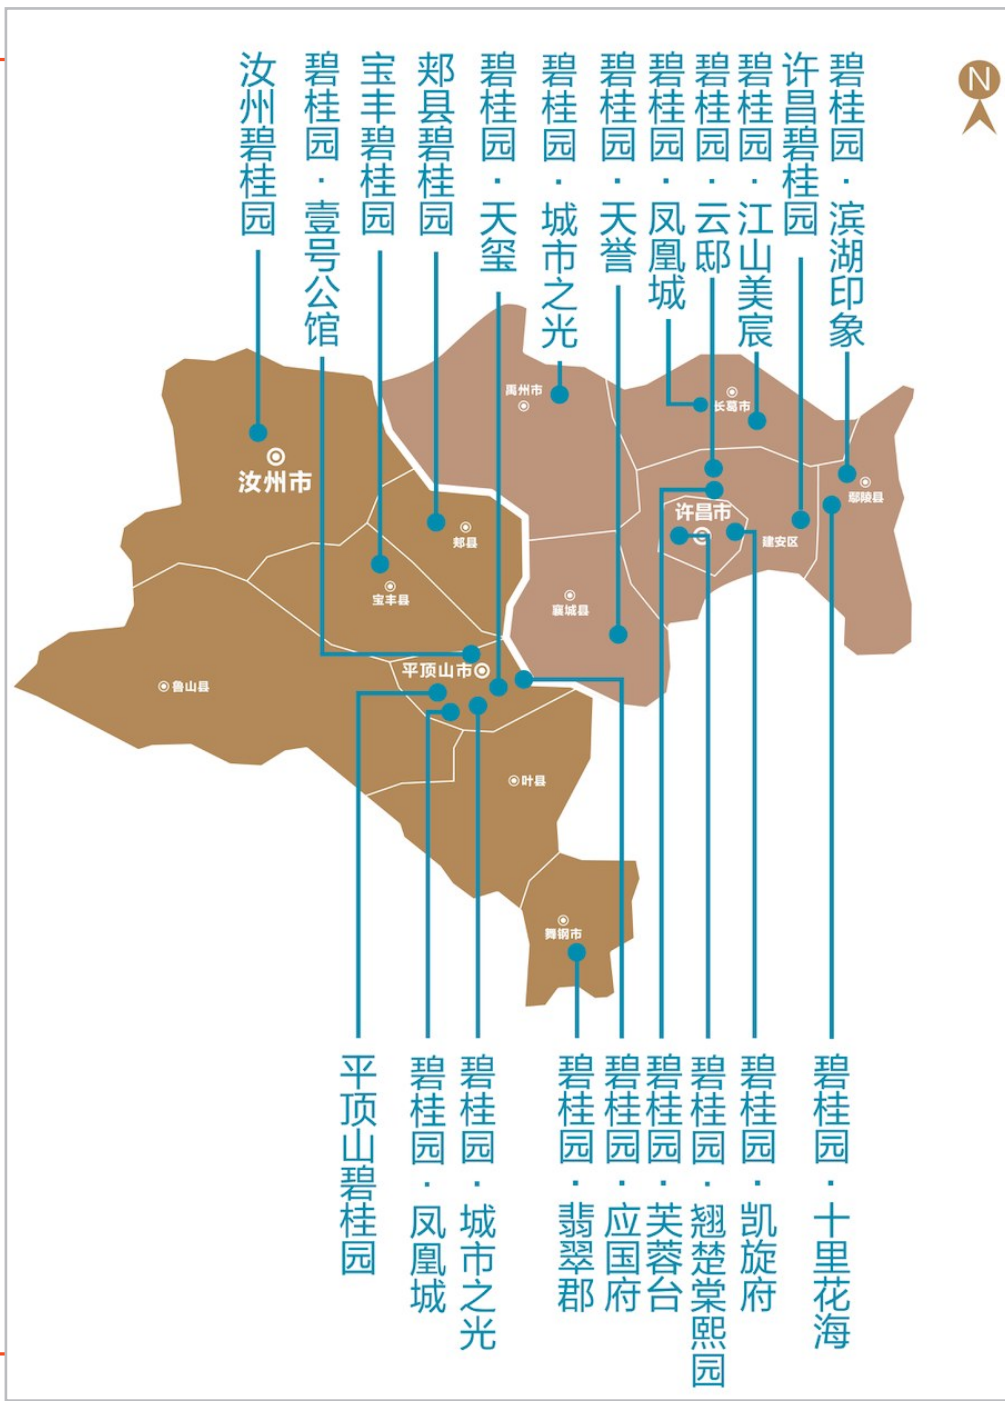 汝州碧桂园
碧桂园·壹号公馆
宝丰碧桂园
郏县碧桂园
碧桂园·天玺
碧桂园·城市之光
碧桂园·天誉
碧桂园·凤凰城
碧桂园·云邸
碧桂园·江山美宸
许昌碧桂园
碧桂园·滨湖印象
N
禹州市
长葛市
汝州市
鄢陵县
许昌市
郏县
建安区
宝丰县
襄城县
平顶山市
鲁山县
叶县
舞钢市
平顶山碧桂园
碧桂园·凤凰城
碧桂园·城市之光
碧桂园·翡翠郡
碧桂园·应国府
碧桂园·芙蓉台
碧桂园·翘楚棠熙园
碧桂园·凯旋府
碧桂园·十里花海